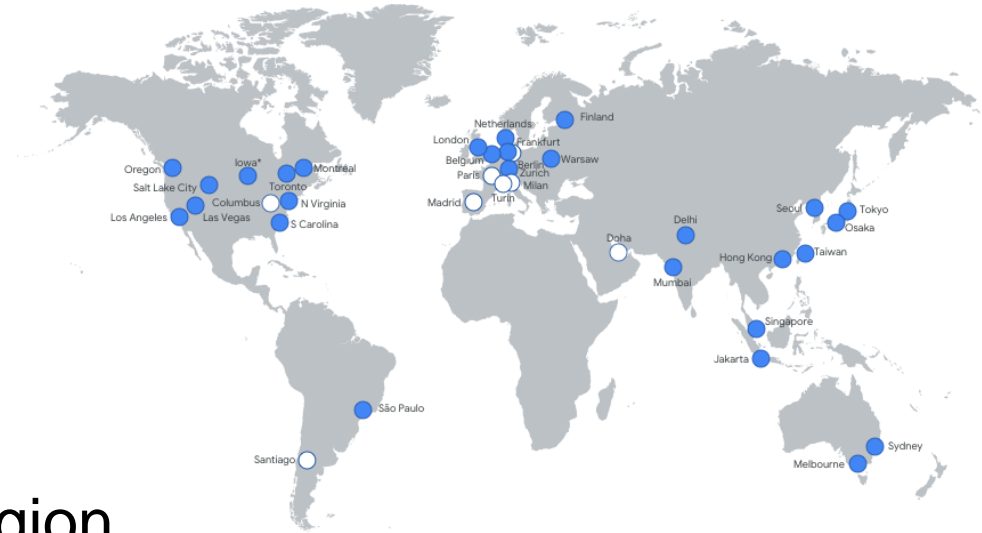 Netherlands
Finland
London
Frankfurt
Belgium
Warsaw
Berlin
Oregon
Iowa*
Montréal
Paris
Zurich
Salt Lake City
Toronto
Milan
Turin
Madrid
Columbus
N Virginia
Los Angeles
Las Vegas
S Carolina
Seoul
Tokyo
Osaka
Delhi
Doha
Hong Kong
Taiwan
Mumbai
Singapore
Jakarta
São Paulo
Sydney
Santiago
Melbourne
gion